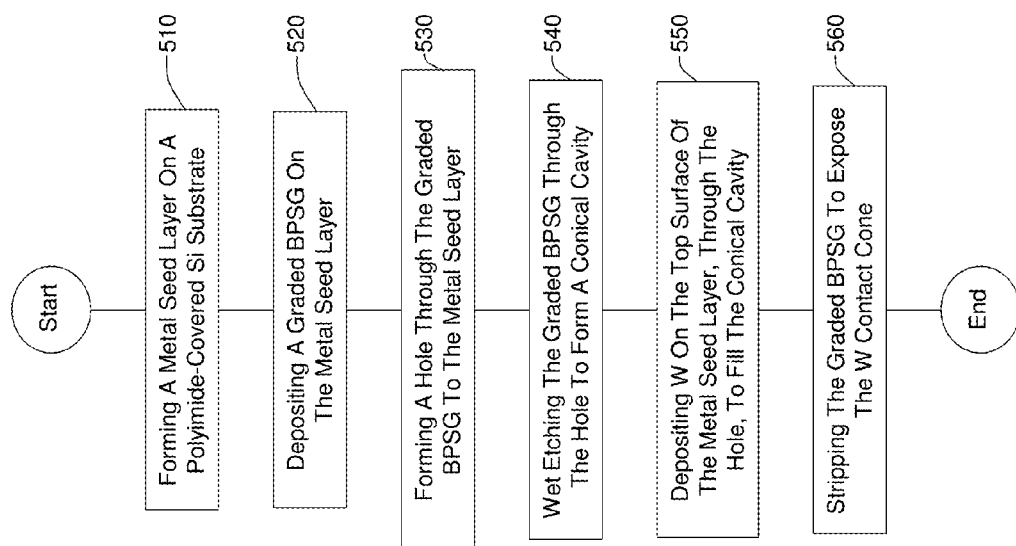 Start
Forming A Metal Seed Layer On A
Polyimide-Covered Si Substrate
510
Depositing A Graded BPSG On
The Metal Seed Layer
520
Forming A Hole Through The Graded
BPSG To The Metal Seed Layer
530
Wet Etching The Graded BPSG Through
The Hole To Form A Conical Cavity
540
Depositing W On The Top Surface Of
The Metal Seed Layer, Through The
Hole, To Fill The Conical Cavity
550
Stripping The Graded BPSG To Expose
The W Contact Cone
560
End